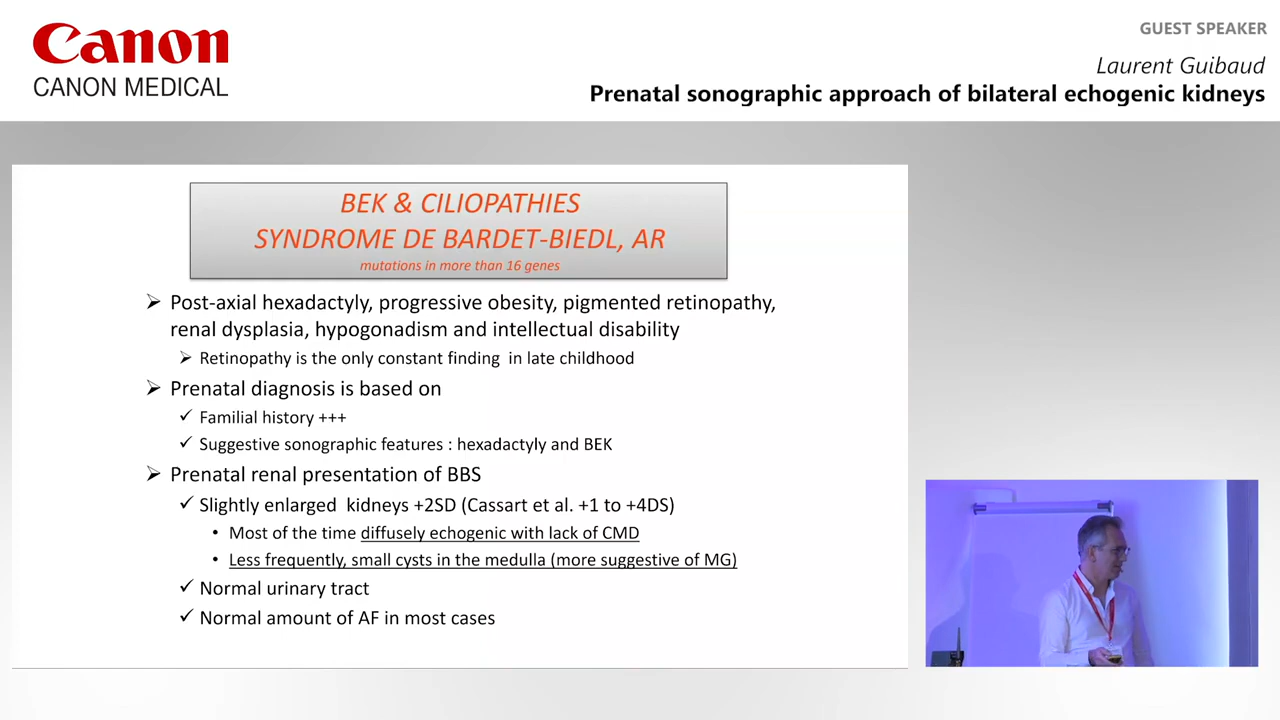 Canon
CANON MEDICAL
GUEST SPEAKER
Laurent Guibaud
Prenatal sonographic approach of bilateral echogenic kidneys
BEK & CILIOPATHIES
SYNDROME DE BARDET-BIEDL, AR
mutations in more than 16 genes
Post-axial hexadactyly, progressive obesity, pigmented retinopathy,
renal dysplasia, hypogonadism and intellectual disability
Retinopathy is the only constant finding in late childhood
Prenatal diagnosis is based on
Familial history +++
Suggestive sonographic features : hexadactyly and BEK
Prenatal renal presentation of BBS
Slightly enlarged kidneys +2SD (Cassart et al. +1 to +4DS)
Most of the time diffusely echogenic with lack of CMD
Less frequently, small cysts in the medulla (more suggestive of MG)
Normal urinary tract
Normal amount of AF in most cases